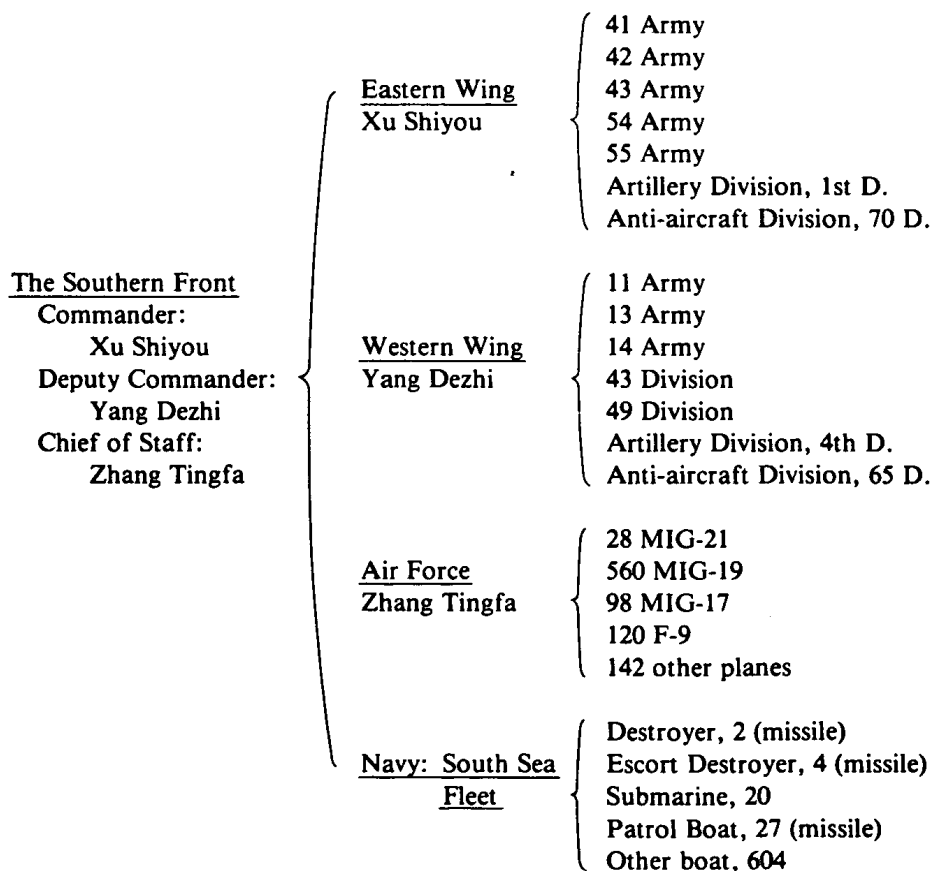 The Southern Front
Commander:
Xu Shiyou
Deputy Commander:
Yang Dezhi
Chief of Staff:
Zhang Tingfa
Eastern Wing
Xu Shiyou
41 Army
42 Army
43 Army
54 Army
55 Army
Artillery Division, 1st D.
Anti-aircraft Division, 70 D.
Western Wing
Yang Dezhi
11 Army
13 Army
14 Army
43 Division
49 Division
Artillery Division, 4th D.
Anti-aircraft Division, 65 D.
Air Force
Zhang Tingfa
28 MIG-21
560 MIG-19
98 MIG-17
120 F-9
142 other planes
Navy: South Sea
Fleet
Destroyer, 2 (missile)
Escort Destroyer, 4 (missile)
Submarine, 20
Patrol Boat, 27 (missile)
Other boat, 604